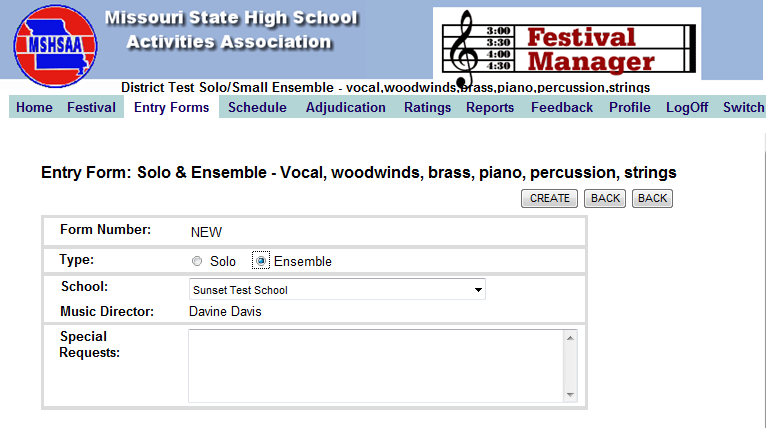 MSHSAA
Missouri State High School
Activities Association
3:00
3:30
4:00
4:30
Festival
Manager
District Test Solo/Small Ensemble - vocal,woodwinds,brass,piano,percussion,strings
Home Festival Entry Forms Schedule Adjudication Ratings Reports Feedback Profile LogOff Switch
Entry Form: Solo & Ensemble - Vocal, woodwinds, brass, piano, percussion, strings
CREATE BACK BACK
Form Number: NEW
Type: Solo Ensemble
School: Sunset Test School
Music Director: Davine Davis
Special
Requests: